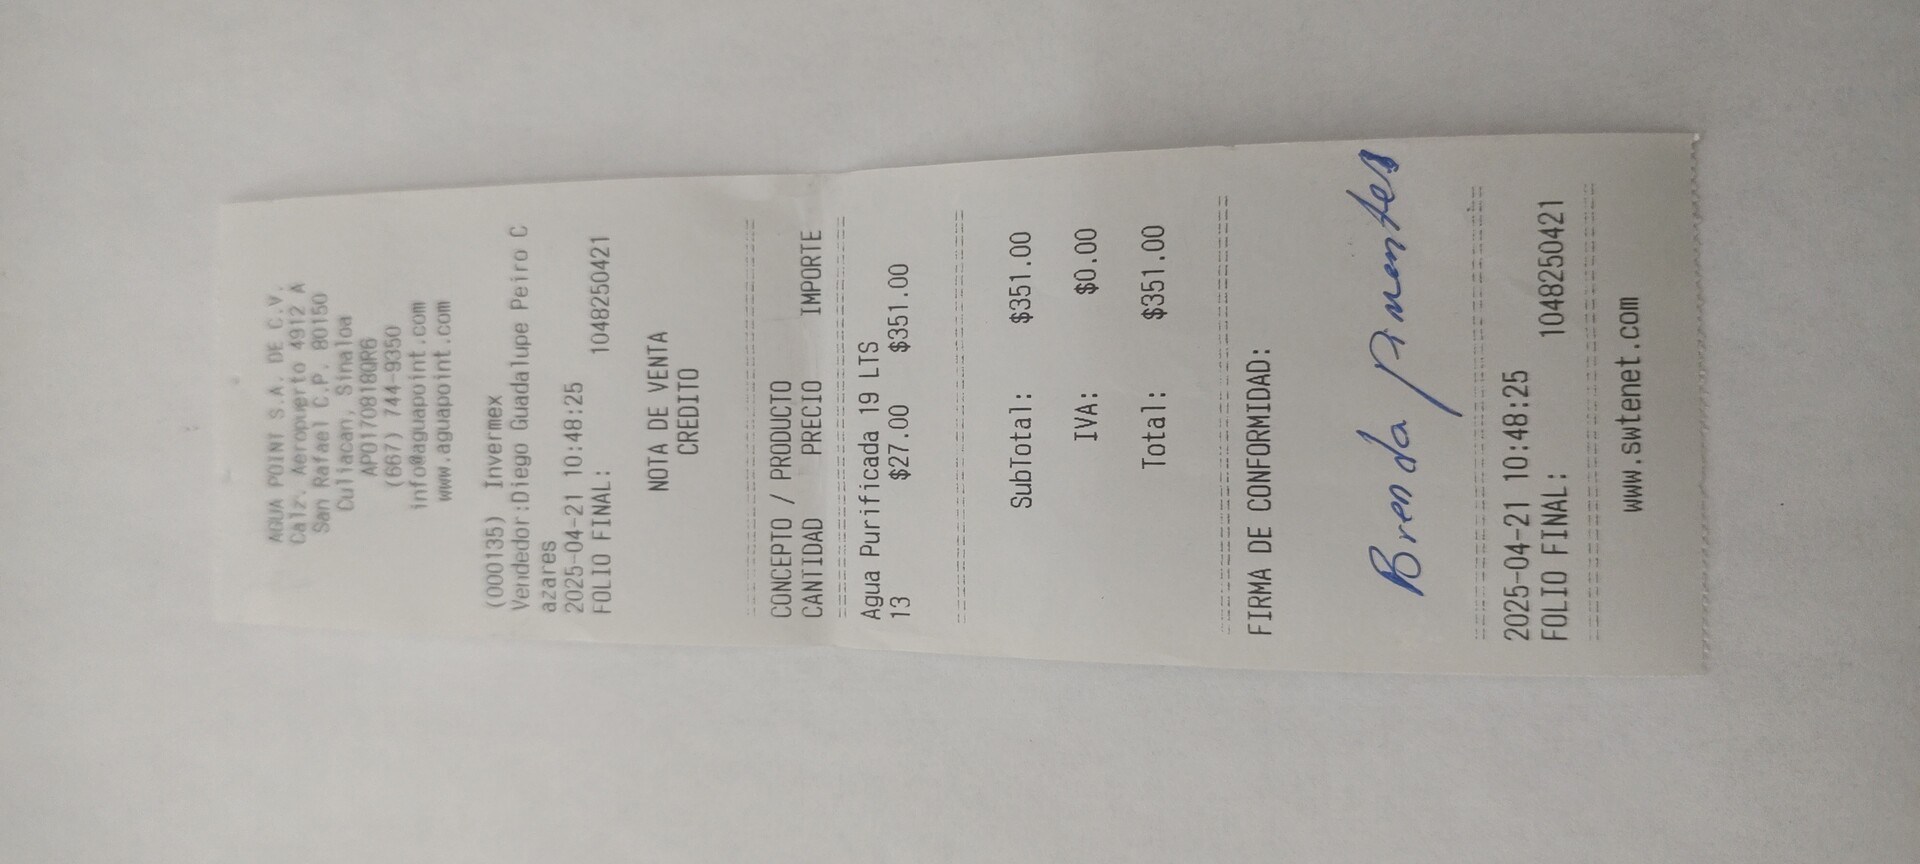 AGUA POINT S.A. DE C.V.
Calz. Aeropuerto 4912 A
San Rafael C.P. 80150
Culiacan, Sinaloa
APO170818QR6
(667) 744-9350
info@aguapoint.com
www.aguapoint.com
(000135) Invermex
Vendedor:Diego Guadalupe Peiro C
azares
2025-04-21 10:48:25
FOLIO FINAL: 1048250421
NOTA DE VENTA
CREDITO
CONCEPTO / PRODUCTO
CANTIDAD PRECIO IMPORTE
Agua Purificada 19 LTS
13 $27.00 $351.00
SubTotal: $351.00
IVA: $0.00
Total: $351.00
FIRMA DE CONFORMIDAD:
Brenda Pimentel
2025-04-21 10:48:25
FOLIO FINAL: 1048250421
www.swtenet.com